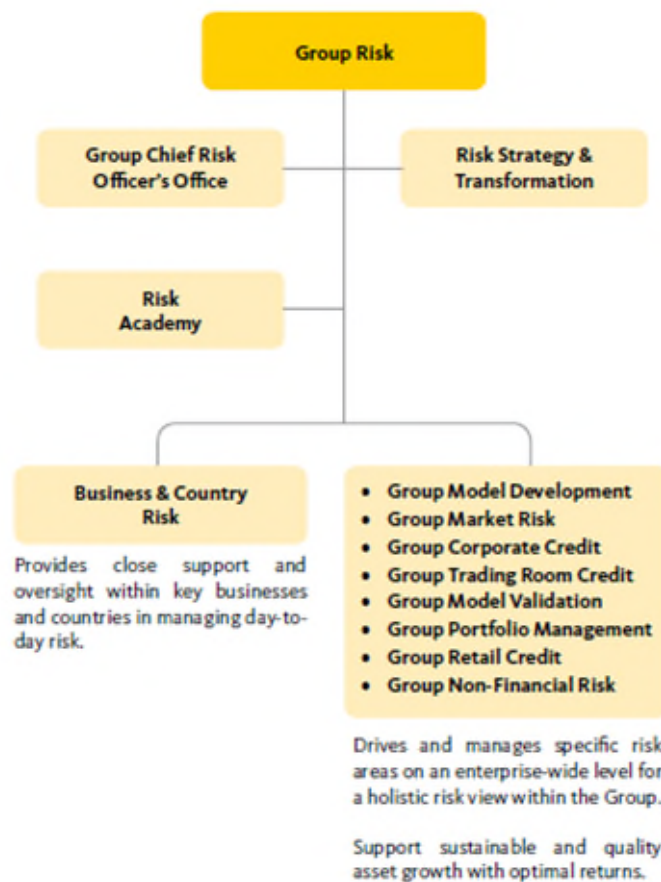 Group Risk
Group Chief Risk
Officer's Office
Risk Strategy &
Transformation
Risk
Academy
Business & Country
Risk
Provides close support and
oversight within key businesses
and countries in managing day-to-
day risk.
• Group Model Development
• Group Market Risk
• Group Corporate Credit
• Group Trading Room Credit
• Group Model Validation
• Group Portfolio Management
• Group Retail Credit
• Group Non-Financial Risk
Drives and manages specific risk
areas on an enterprise-wide level for
a holistic risk view within the Group.
Support sustainable and quality
asset growth with optimal returns.